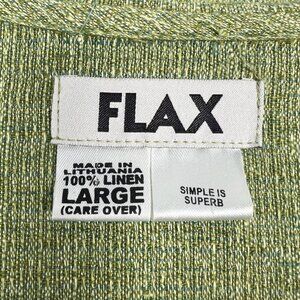 FLAX
MADE IN
LITHUANIA
100% LINEN
LARGE
(CARE OVER)
SIMPLE IS
SUPERB